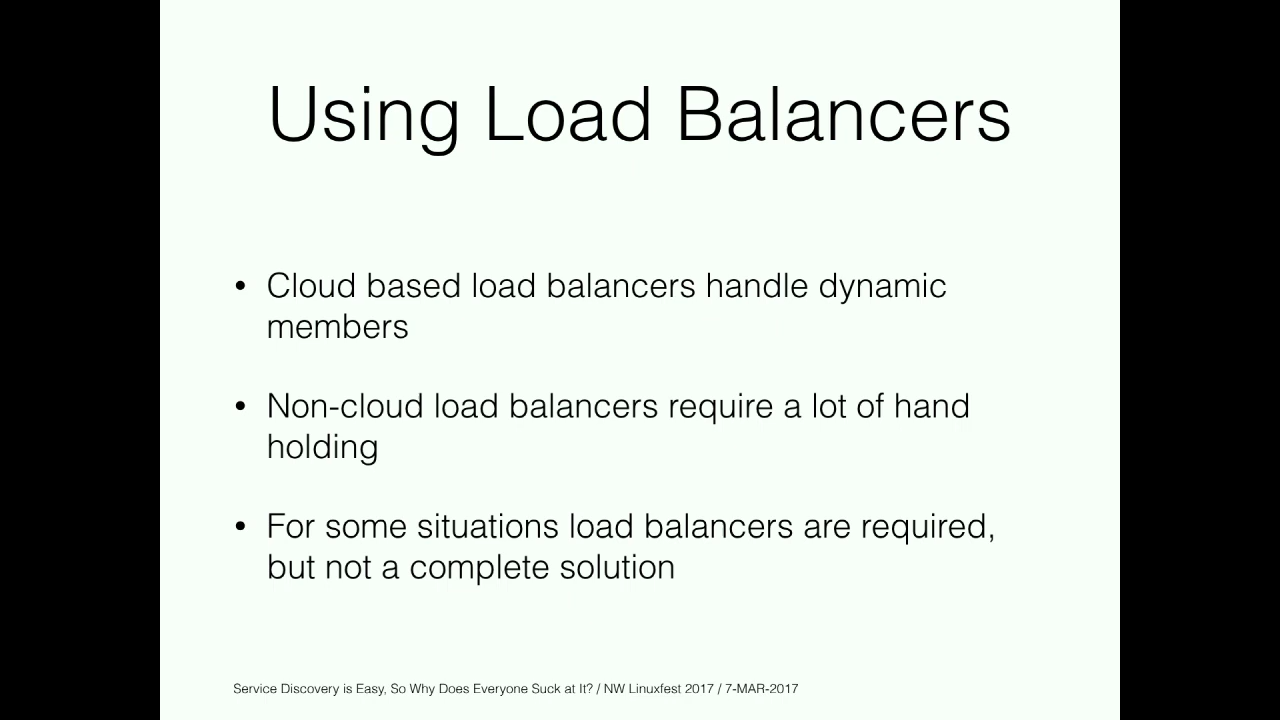 Using Load Balancers
• Cloud based load balancers handle dynamic
members
• Non-cloud load balancers require a lot of hand
holding
• For some situations load balancers are required,
but not a complete solution
Service Discovery is Easy, So Why Does Everyone Suck at It? / NW Linuxfest 2017 / 7-MAR-2017